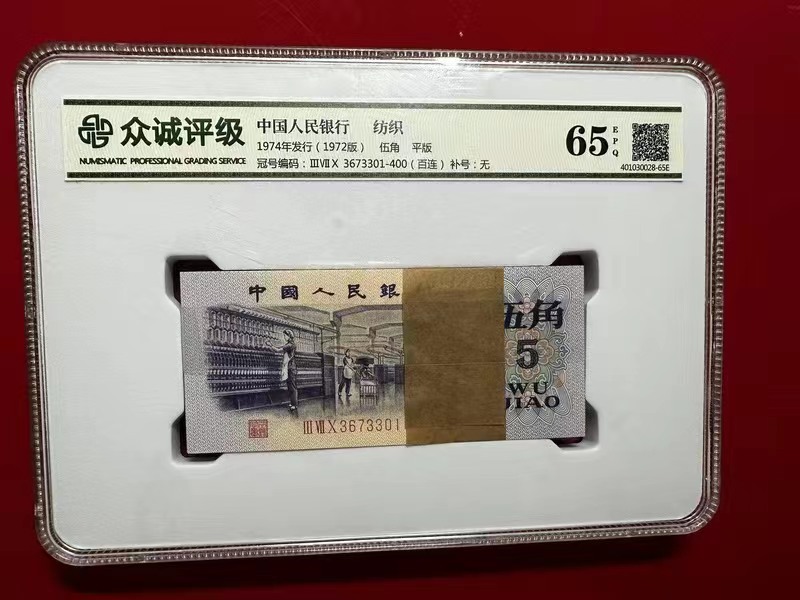 众诚评级
NUMISMATIC PROFESSIONAL GRADING SERVICE
中国人民银行 纺织
1974年发行(1972版) 伍角 平版
冠号编码:ⅢⅦⅩ 3673301-400(百连)补号:无
65 EPQ
401030028-65E
中國人民銀
伍角
5
WU
JIAO
ⅢⅦⅩ3673301